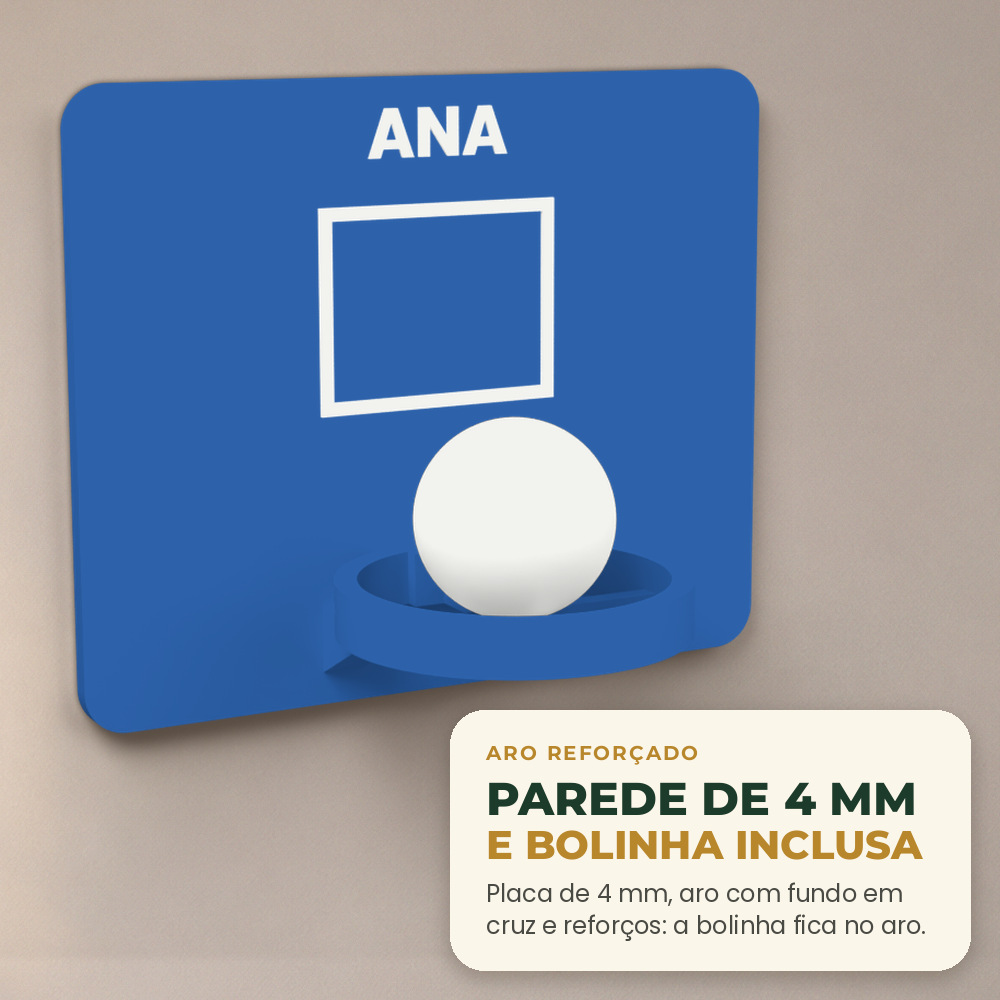 ANA
ARO REFORÇADO
PAREDE DE 4 MM
E BOLINHA INCLUSA
Placa de 4 mm, aro com fundo em
cruz e reforços: a bolinha fica no aro.